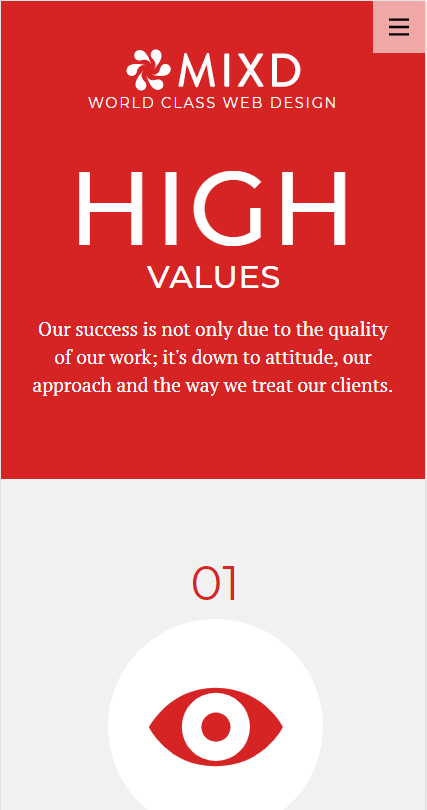 MIXD
WORLD CLASS WEB DESIGN
HIGH
VALUES
Our success is not only due to the quality
of our work; it's down to attitude, our
approach and the way we treat our clients.
01